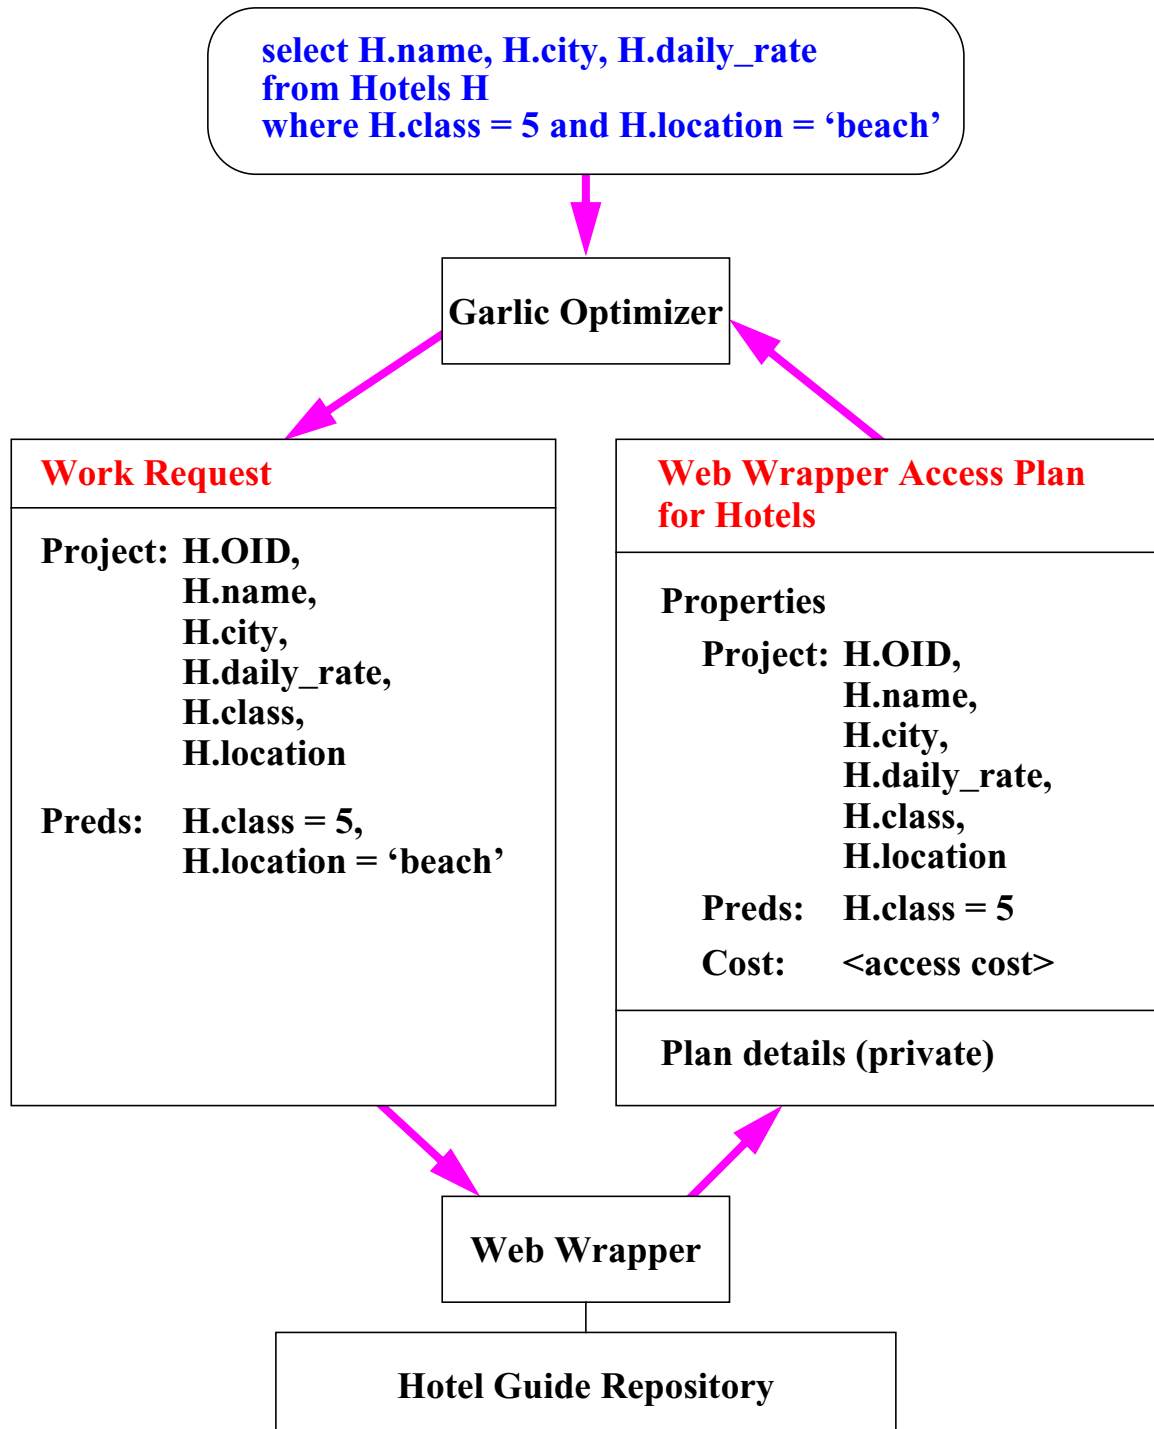 select H.name, H.city, H.daily_rate
from Hotels H
where H.class = 5 and H.location = ‘beach’
Garlic Optimizer
Work Request
Project: H.OID,
H.name,
H.city,
H.daily_rate,
H.class,
H.location
Preds: H.class = 5,
H.location = ‘beach’
Web Wrapper Access Plan
for Hotels
Properties
Project: H.OID,
H.name,
H.city,
H.daily_rate,
H.class,
H.location
Preds: H.class = 5
Cost: <access cost>
Plan details (private)
Web Wrapper
Hotel Guide Repository